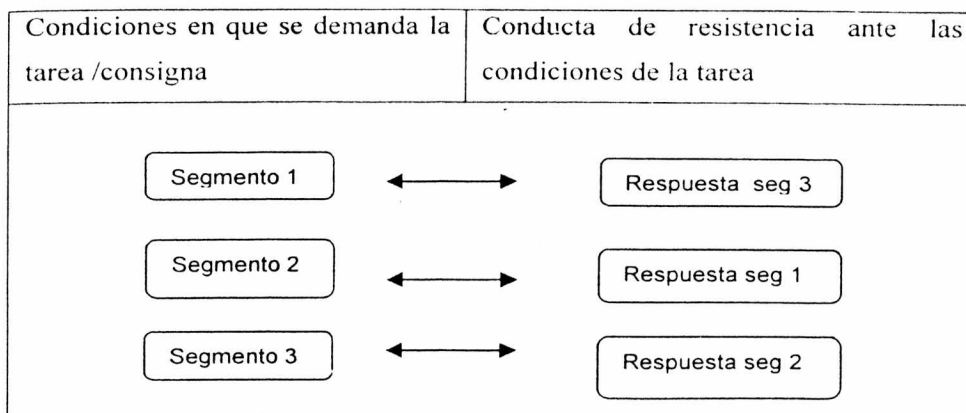 Condiciones en que se demanda la
tarea /consigna
Conducta de resistencia ante las
condiciones de la tarea
Segmento 1
Respuesta seg 3
Segmento 2
Respuesta seg 1
Segmento 3
Respuesta seg 2